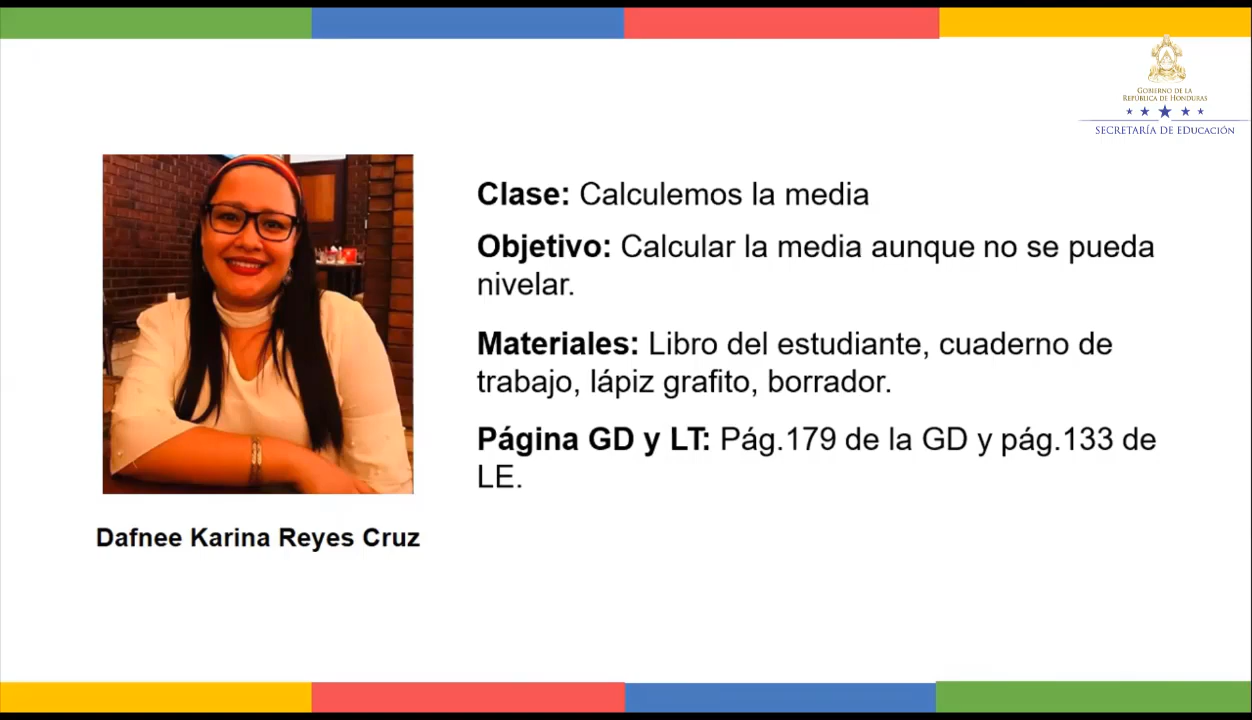 GOBIERNO DE LA
REPÚBLICA DE HONDURAS
SECRETARÍA DE EDUCACIÓN
Clase: Calculemos la media
Objetivo: Calcular la media aunque no se pueda
nivelar.
Materiales: Libro del estudiante, cuaderno de
trabajo, lápiz grafito, borrador.
Página GD y LT: Pág.179 de la GD y pág.133 de
LE.
Dafnee Karina Reyes Cruz